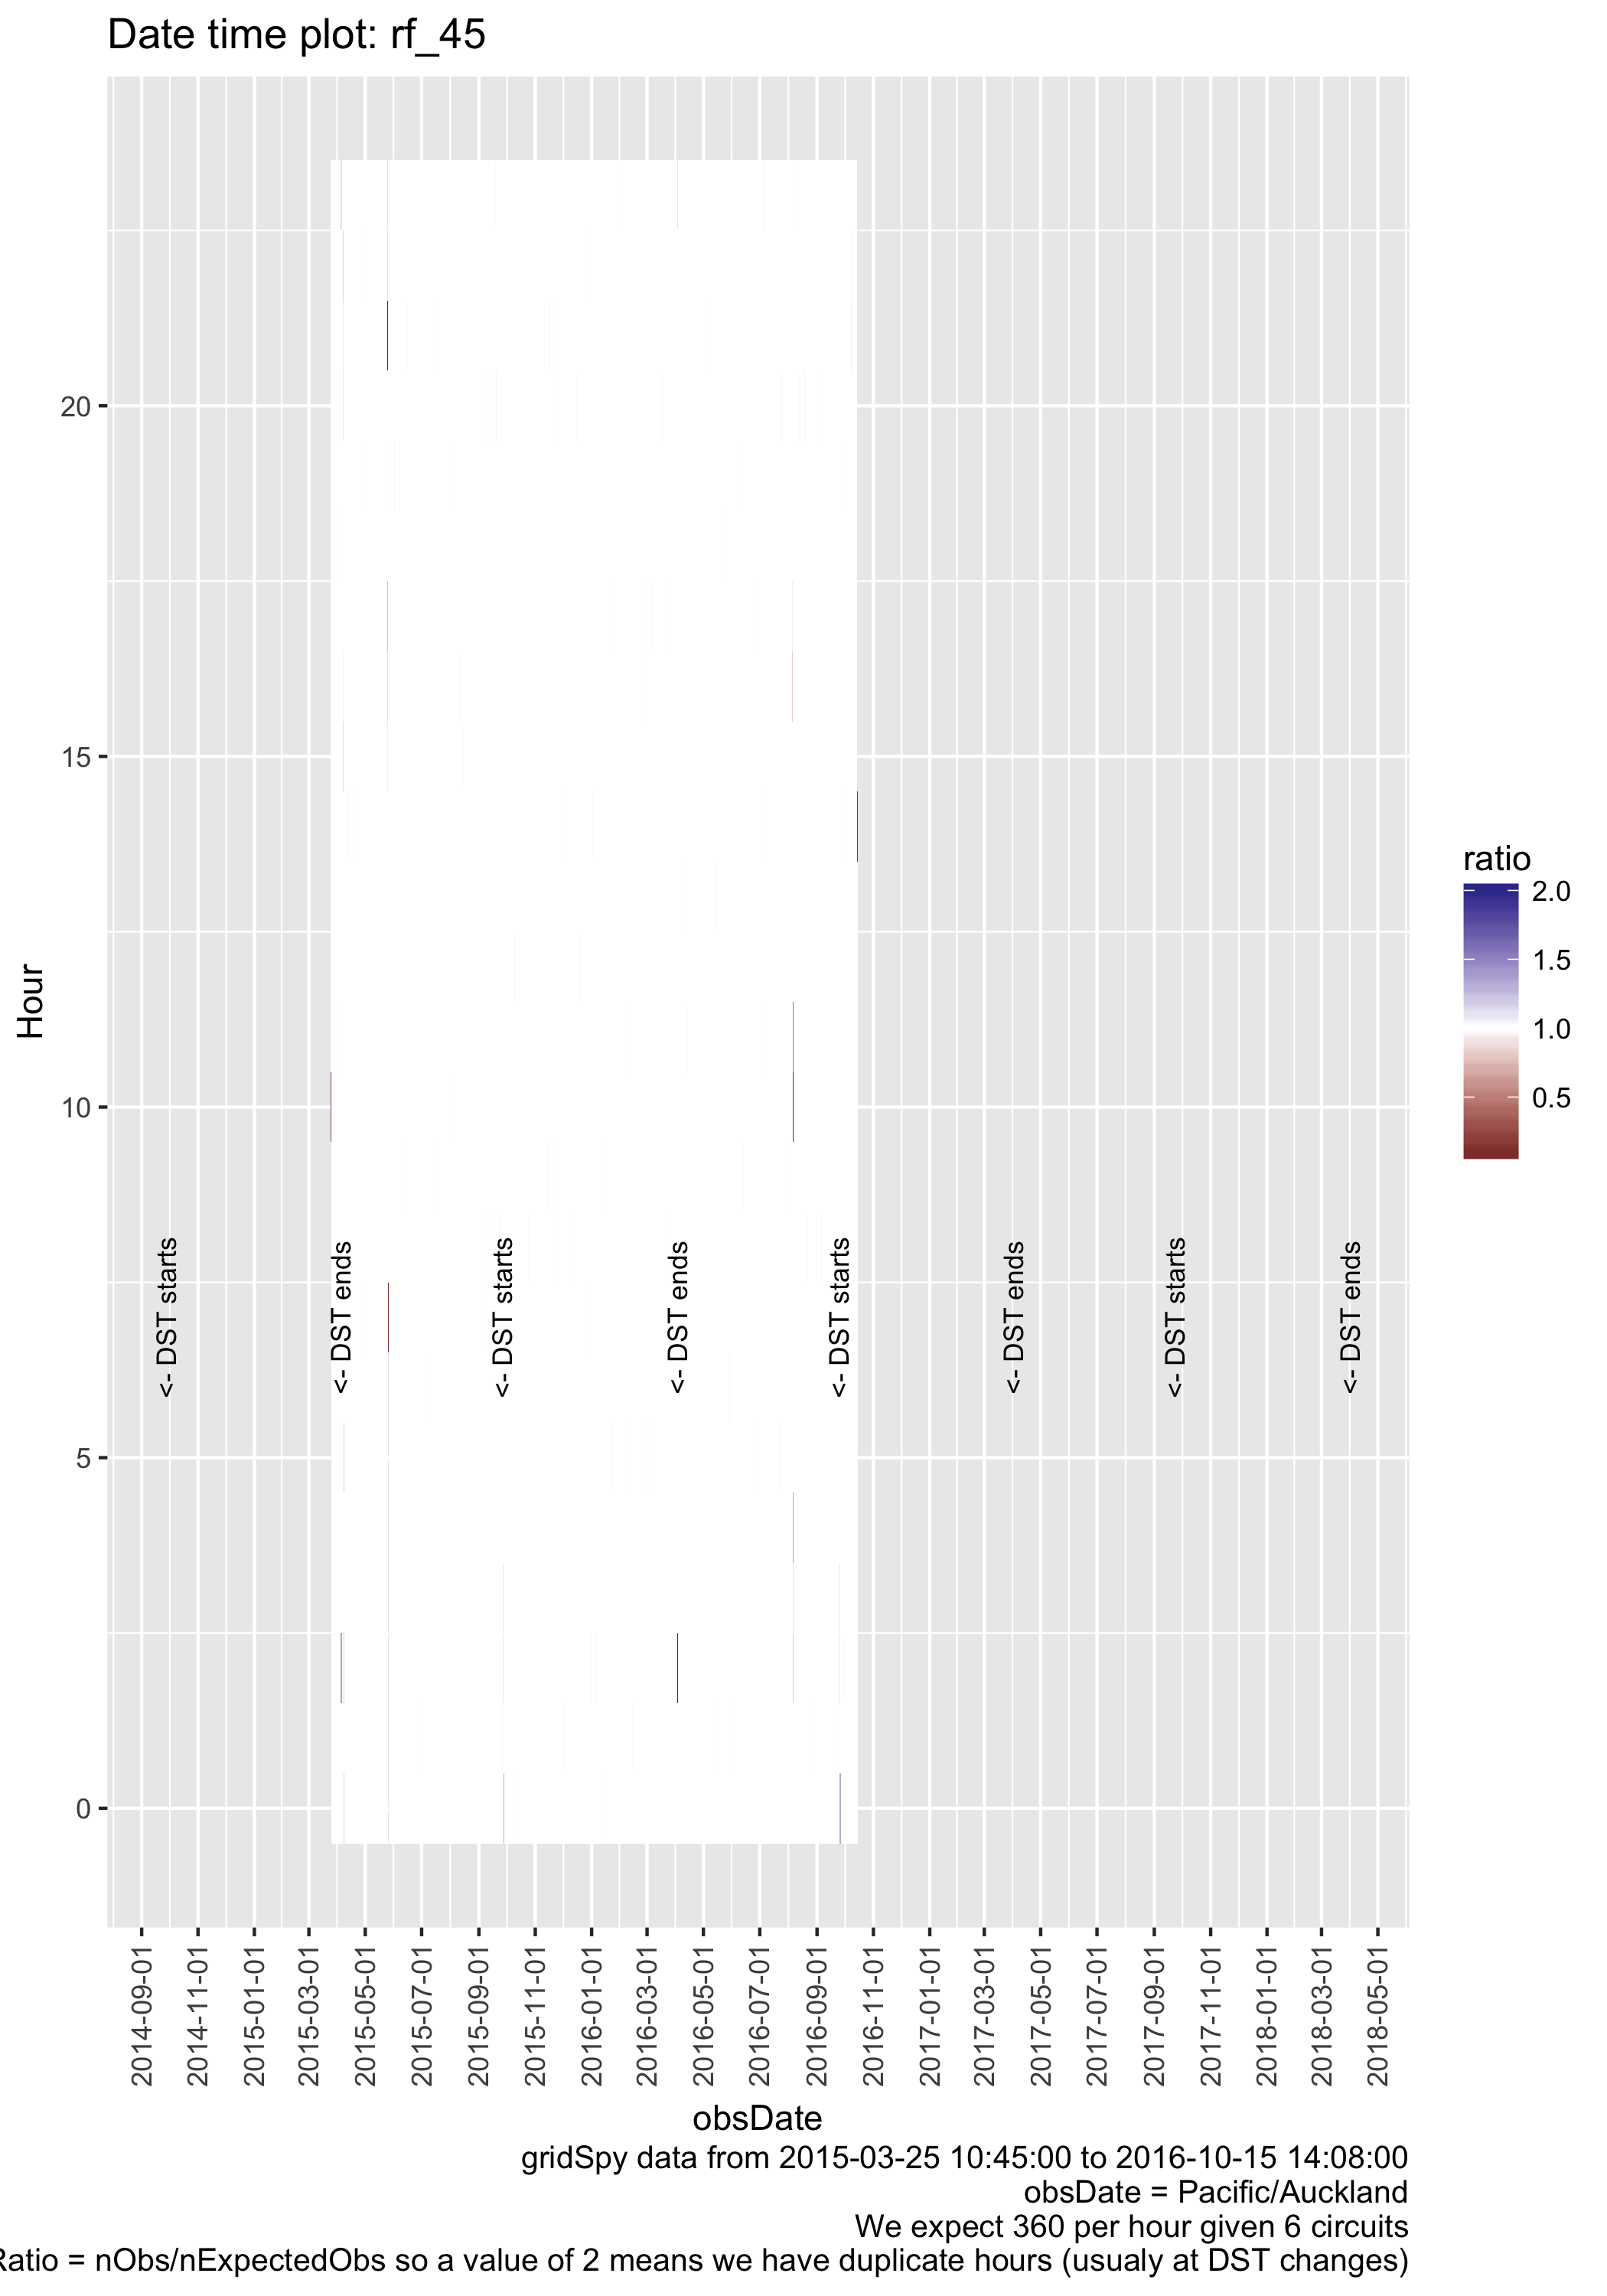 Date time plot: rf_45
Hour
20
15
10
5
0
<- DST starts
<- DST ends
<- DST starts
<- DST ends
<- DST starts
<- DST ends
<- DST starts
<- DST ends
ratio
2.0
1.5
1.0
0.5
2014-09-01
2014-11-01
2015-01-01
2015-03-01
2015-05-01
2015-07-01
2015-09-01
2015-11-01
2016-01-01
2016-03-01
2016-05-01
2016-07-01
2016-09-01
2016-11-01
2017-01-01
2017-03-01
2017-05-01
2017-07-01
2017-09-01
2017-11-01
2018-01-01
2018-03-01
2018-05-01
obsDate
gridSpy data from 2015-03-25 10:45:00 to 2016-10-15 14:08:00
obsDate = Pacific/Auckland
We expect 360 per hour given 6 circuits
Ratio = nObs/nExpectedObs so a value of 2 means we have duplicate hours (usualy at DST changes)